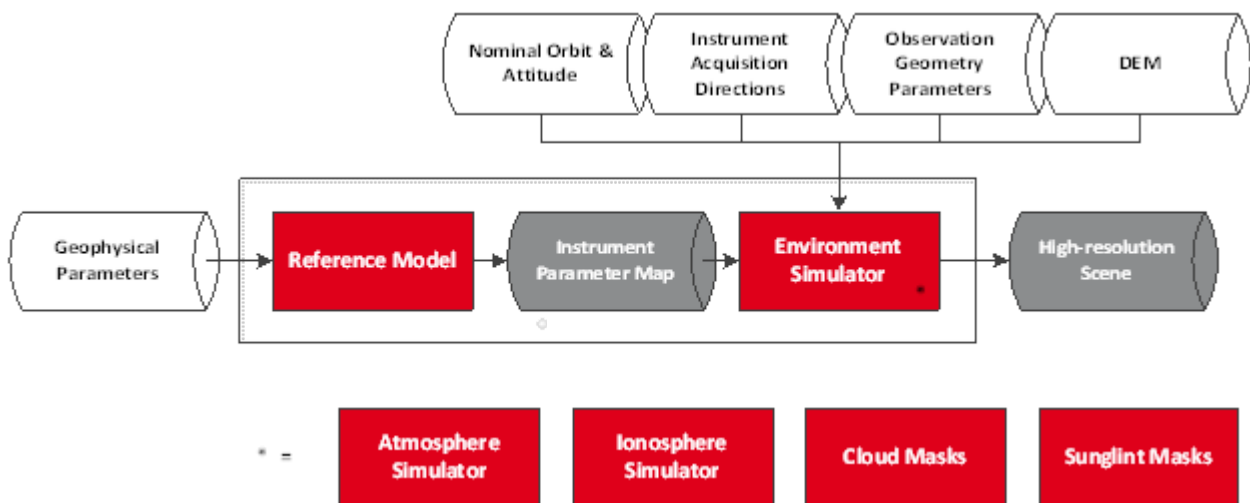 Nominal Orbit &
Attitude
Instrument
Acquisition
Directions
Observation
Geometry
Parameters
DEM
Geophysical
Parameters
Reference Model
Instrument
Parameter Map
Environment
Simulator
*
High-resolution
Scene
* =
Atmosphere
Simulator
Ionosphere
Simulator
Cloud Masks
Sunglint Masks